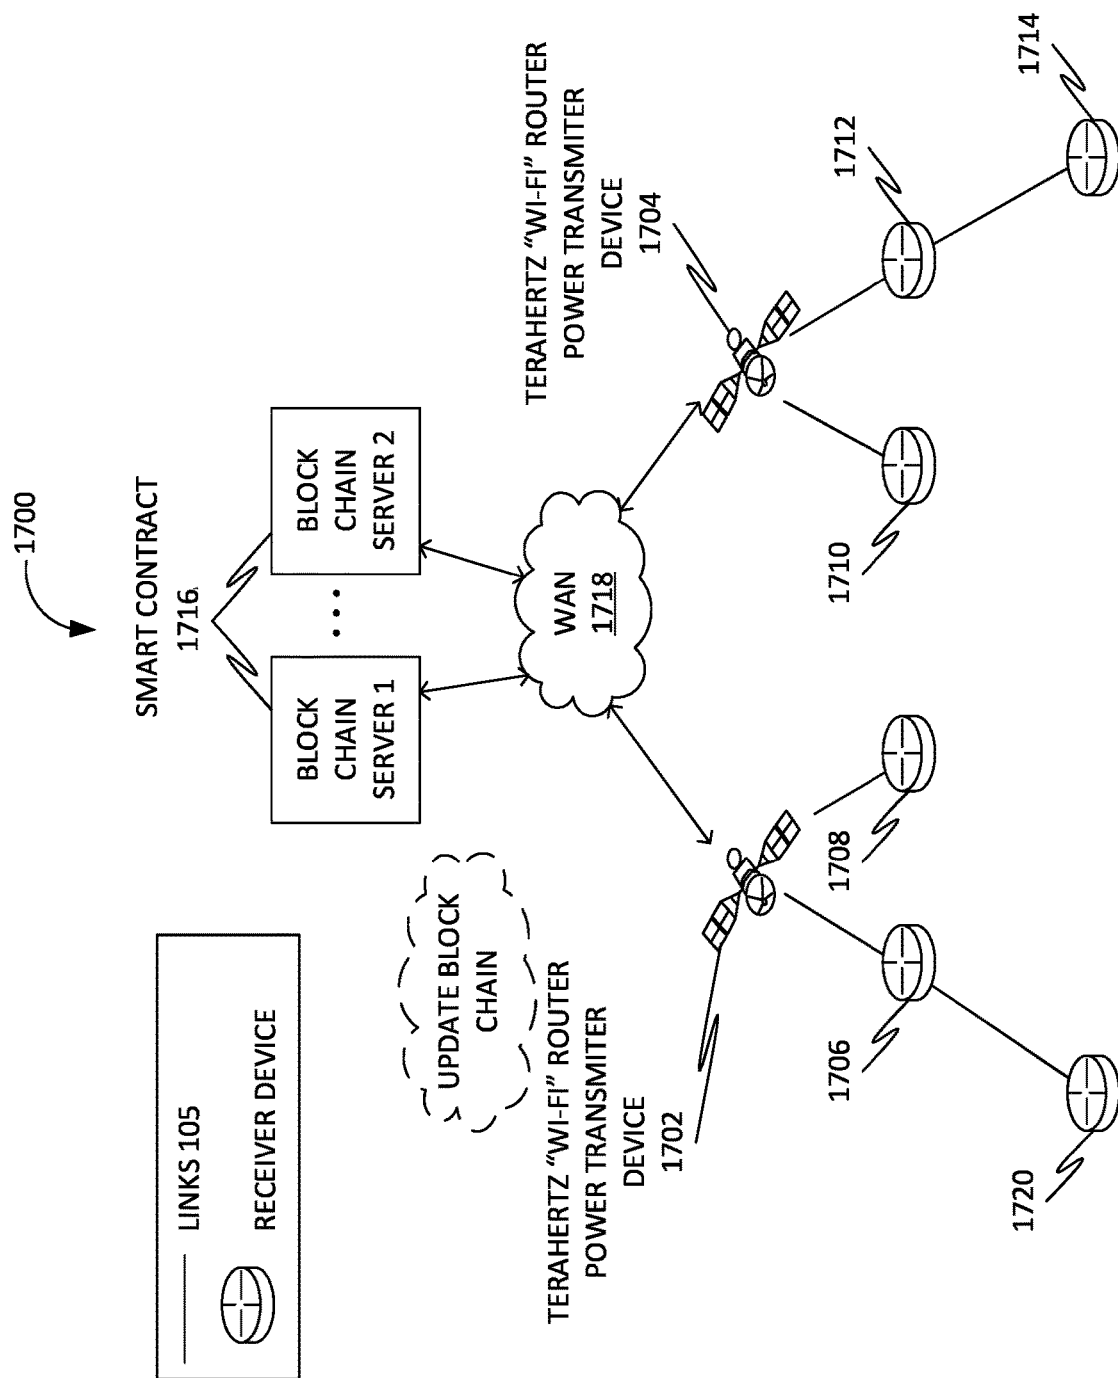 1700
SMART CONTRACT
1716
BLOCK
CHAIN
SERVER 1
• • •
BLOCK
CHAIN
SERVER 2
LINKS 105
RECEIVER DEVICE
UPDATE BLOCK
CHAIN
WAN
1718
TERAHERTZ “WI-FI” ROUTER
POWER TRANSMITER
DEVICE
1702
TERAHERTZ “WI-FI” ROUTER
POWER TRANSMITER
DEVICE
1704
1706
1708
1710
1712
1714
1720